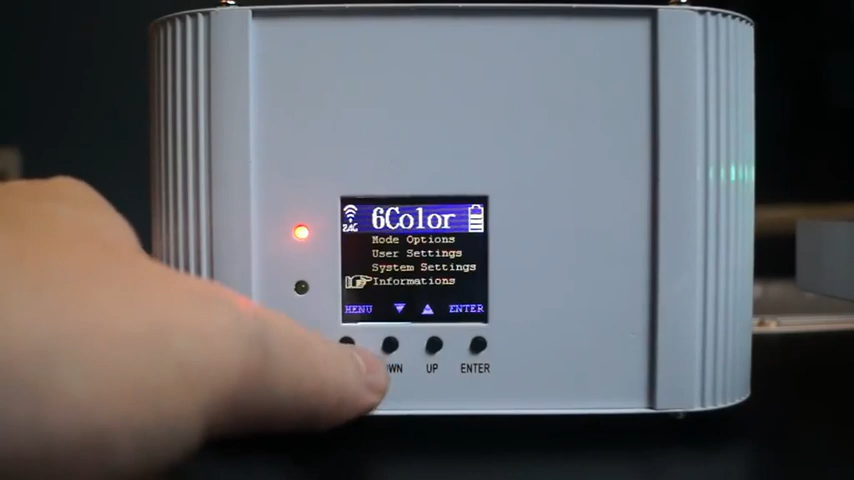 6Color
2.4G
Mode Options
User Settings
System Settings
Informations
MENU ENTER
UP ENTER